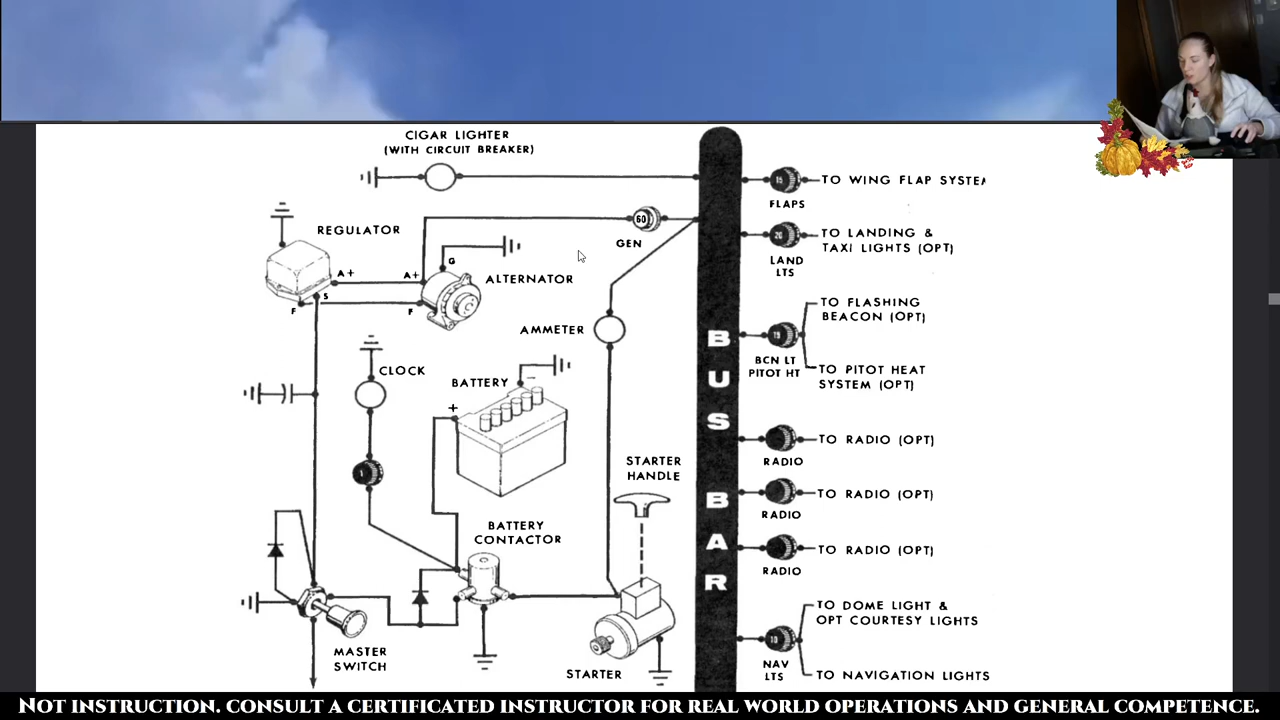 CIGAR LIGHTER
(WITH CIRCUIT BREAKER)
15
TO WING FLAP SYSTEM
FLAPS
REGULATOR
60
GEN
20
TO LANDING &
TAXI LIGHTS (OPT)
LAND
LTS
G
A+
A+
ALTERNATOR
S
F
F
TO FLASHING
BEACON (OPT)
AMMETER
BCN LT
PITOT HT
TO PITOT HEAT
SYSTEM (OPT)
CLOCK
BATTERY
−
+
BUS BAR
TO RADIO (OPT)
RADIO
STARTER
HANDLE
TO RADIO (OPT)
RADIO
BATTERY
CONTACTOR
TO RADIO (OPT)
RADIO
TO DOME LIGHT &
OPT COURTESY LIGHTS
10
NAV
LTS
TO NAVIGATION LIGHTS
MASTER
SWITCH
STARTER
NOT INSTRUCTION. CONSULT A CERTIFICATED INSTRUCTOR FOR REAL WORLD OPERATIONS AND GENERAL COMPETENCE.